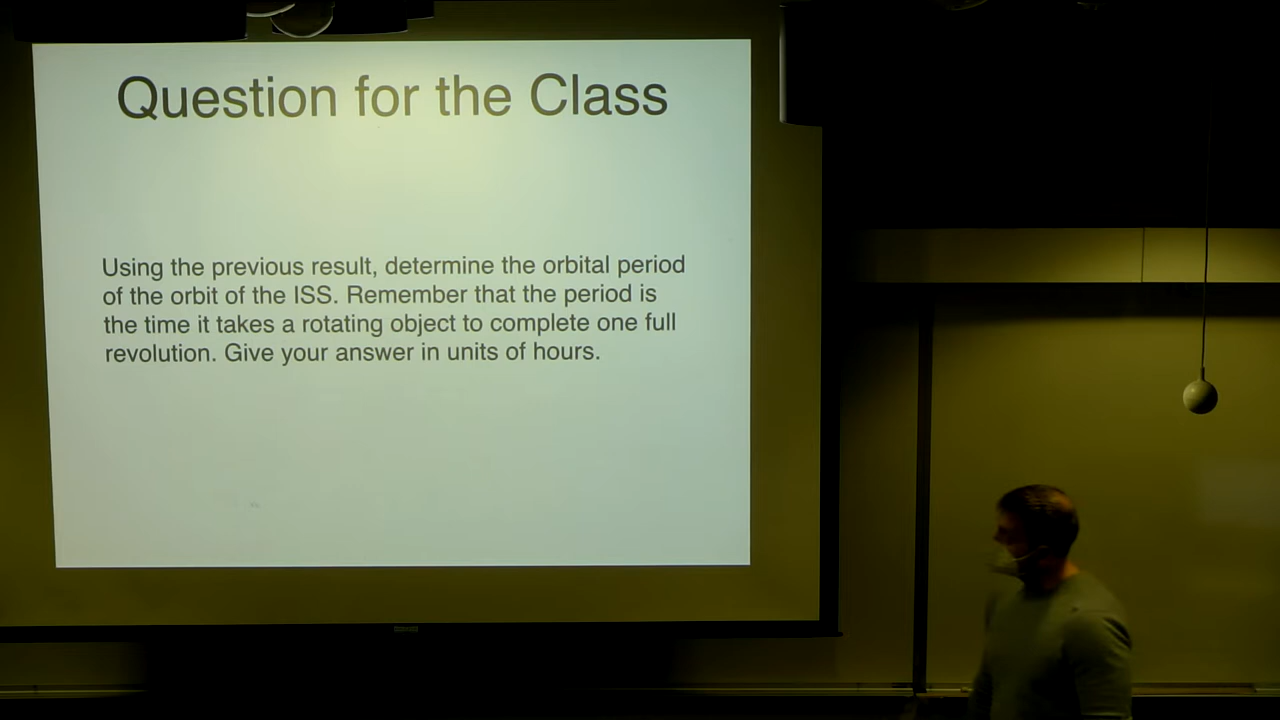 Question for the Class
Using the previous result, determine the orbital period
of the orbit of the ISS. Remember that the period is
the time it takes a rotating object to complete one full
revolution. Give your answer in units of hours.